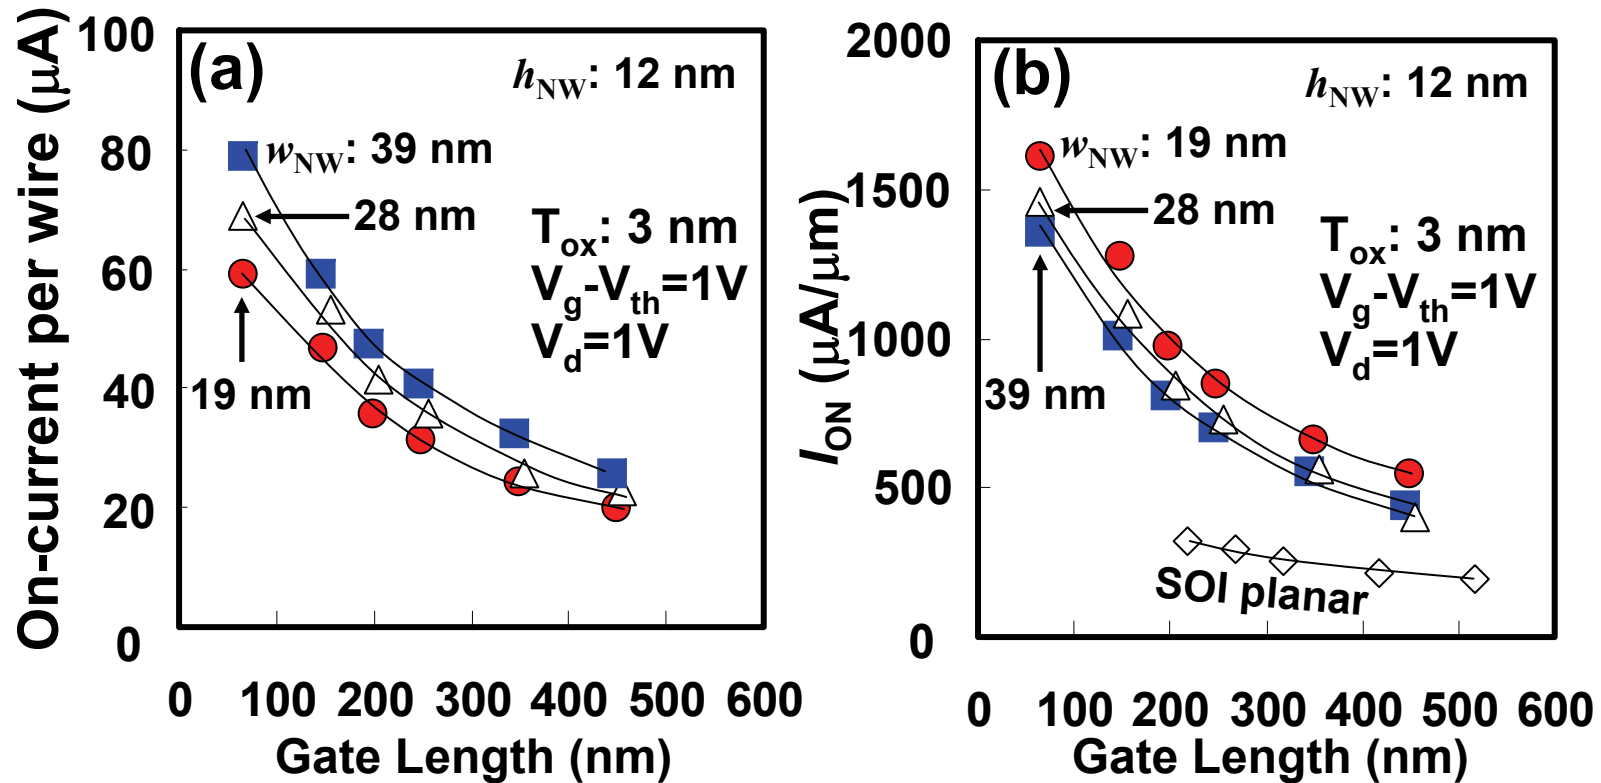 (a)
h_NW: 12 nm
w_NW: 39 nm
28 nm
T_ox: 3 nm
V_g-V_th=1V
V_d=1V
19 nm
On-current per wire (μA)
100
80
60
40
20
0
0 100 200 300 400 500 600
Gate Length (nm)
(b)
h_NW: 12 nm
w_NW: 19 nm
28 nm
T_ox: 3 nm
V_g-V_th=1V
V_d=1V
39 nm
SOI planar
I_ON (μA/μm)
2000
1500
1000
500
0
0 100 200 300 400 500 600
Gate Length (nm)